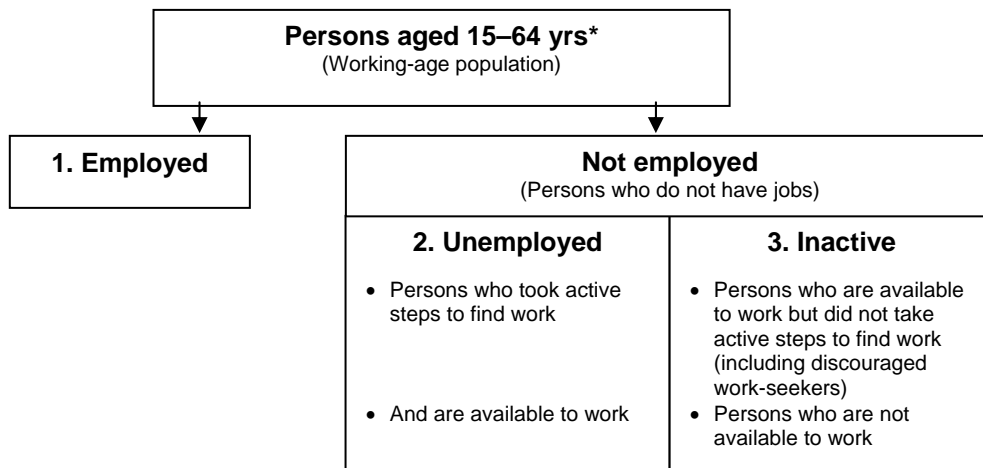 Persons aged 15–64 yrs*
(Working-age population)
1. Employed
Not employed
(Persons who do not have jobs)
2. Unemployed
• Persons who took active
steps to find work
• And are available to work
3. Inactive
• Persons who are available
to work but did not take
active steps to find work
(including discouraged
work-seekers)
• Persons who are not
available to work